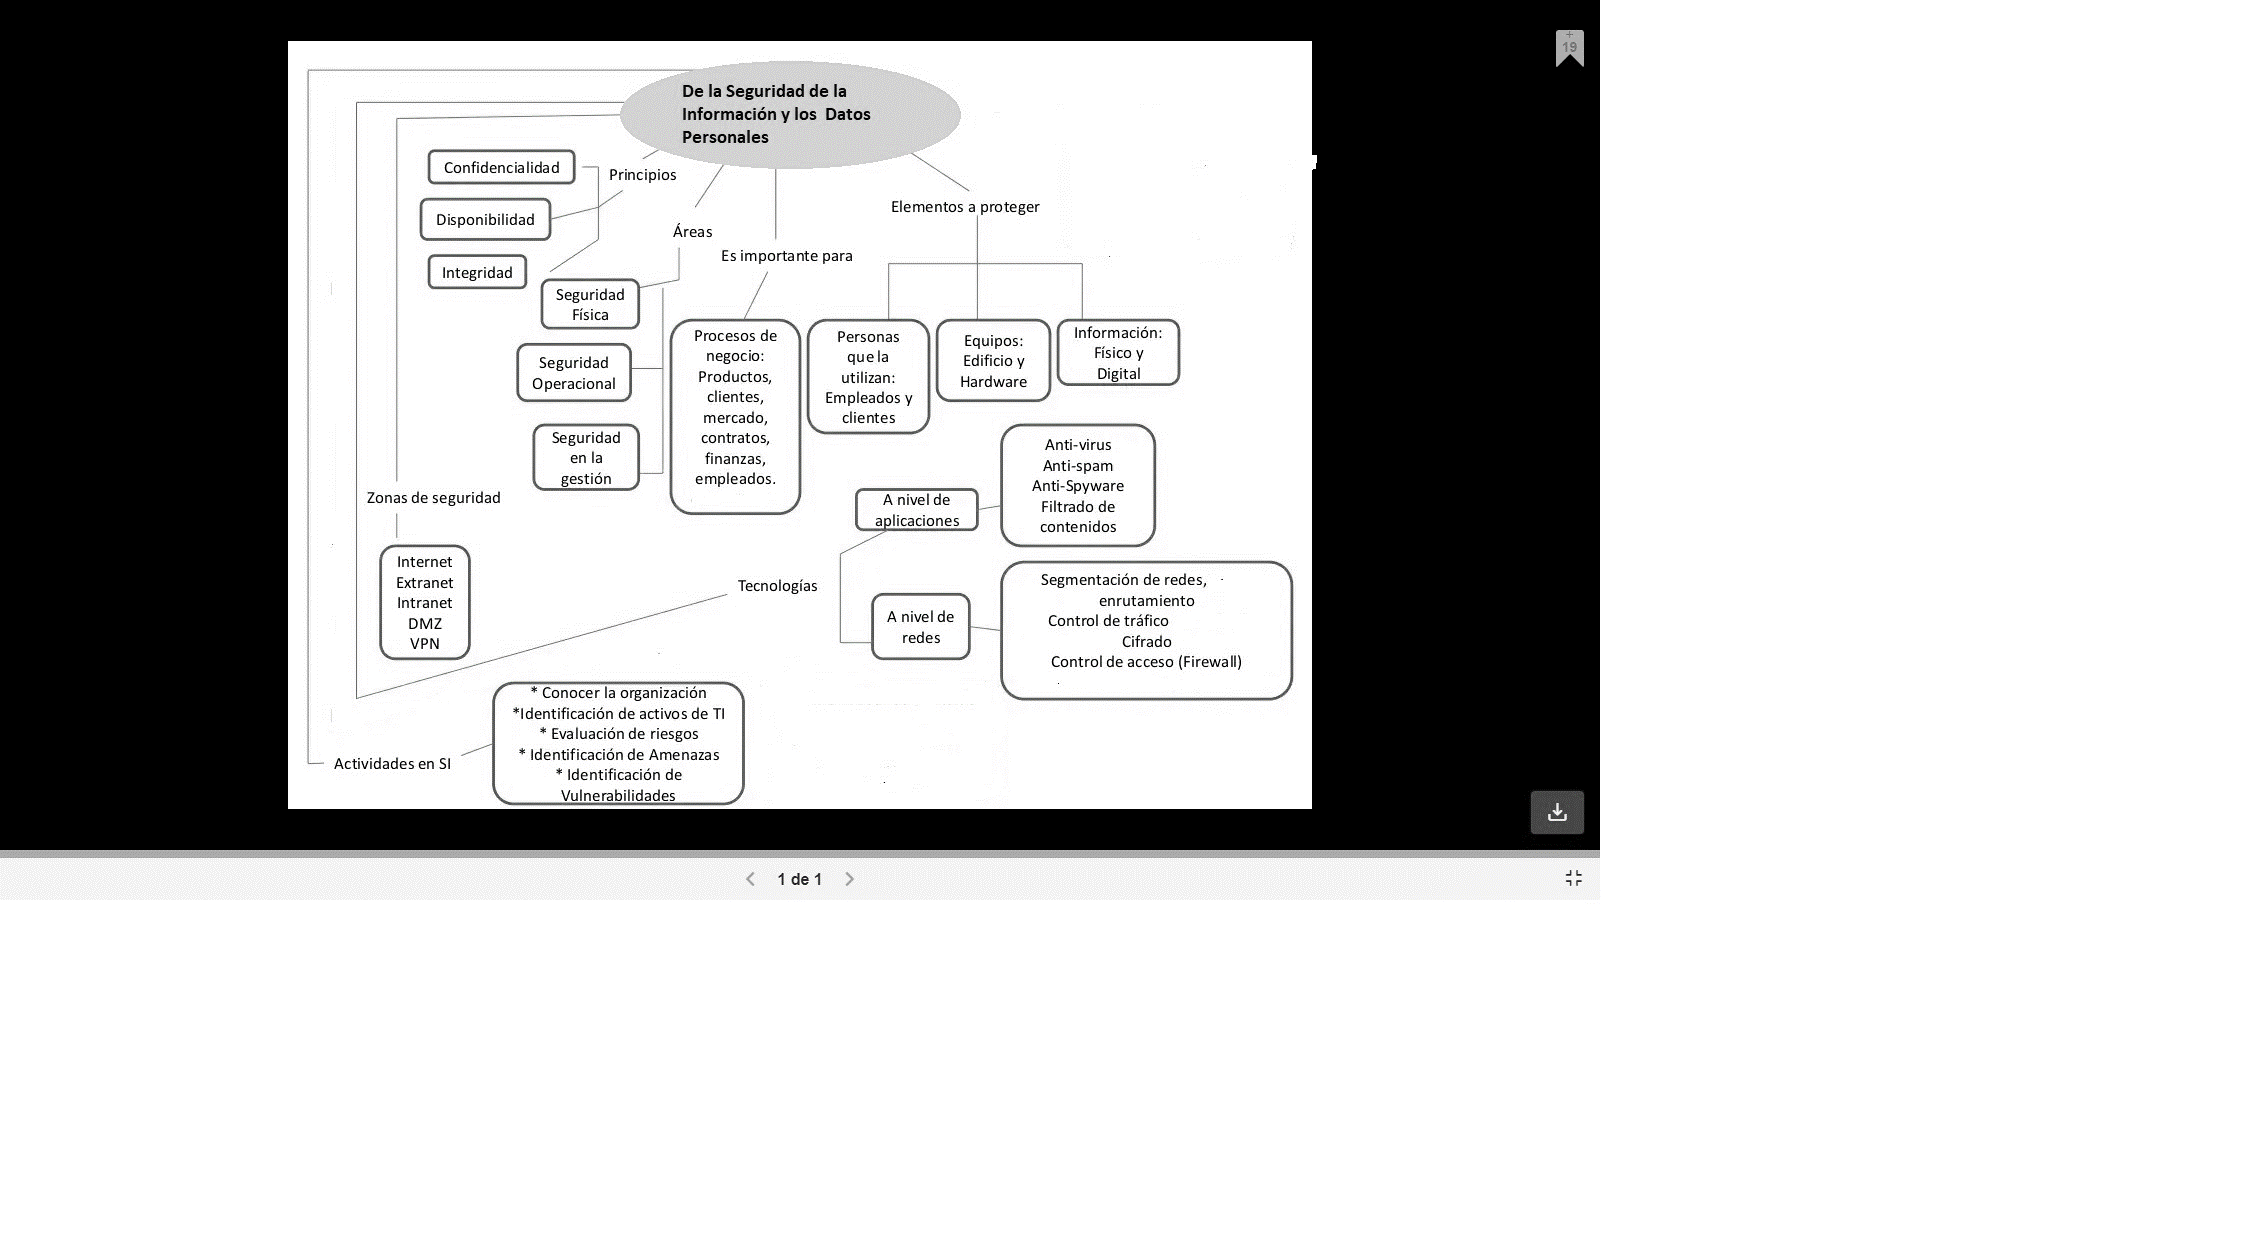 +
19
De la Seguridad de la
Información y los Datos
Personales
Confidencialidad
Principios
Disponibilidad
Elementos a proteger
Áreas
Es importante para
Integridad
Seguridad
Física
Seguridad
Operacional
Seguridad
en la
gestión
Procesos de
negocio:
Productos,
clientes,
mercado,
contratos,
finanzas,
empleados.
Personas
que la
utilizan:
Empleados y
clientes
Equipos:
Edificio y
Hardware
Información:
Físico y
Digital
Anti-virus
Anti-spam
Anti-Spyware
Filtrado de
contenidos
A nivel de
aplicaciones
Zonas de seguridad
Internet
Extranet
Intranet
DMZ
VPN
Tecnologías
A nivel de
redes
Segmentación de redes,
enrutamiento
Control de tráfico
Cifrado
Control de acceso (Firewall)
* Conocer la organización
*Identificación de activos de TI
* Evaluación de riesgos
* Identificación de Amenazas
* Identificación de
Vulnerabilidades
Actividades en SI
1 de 1